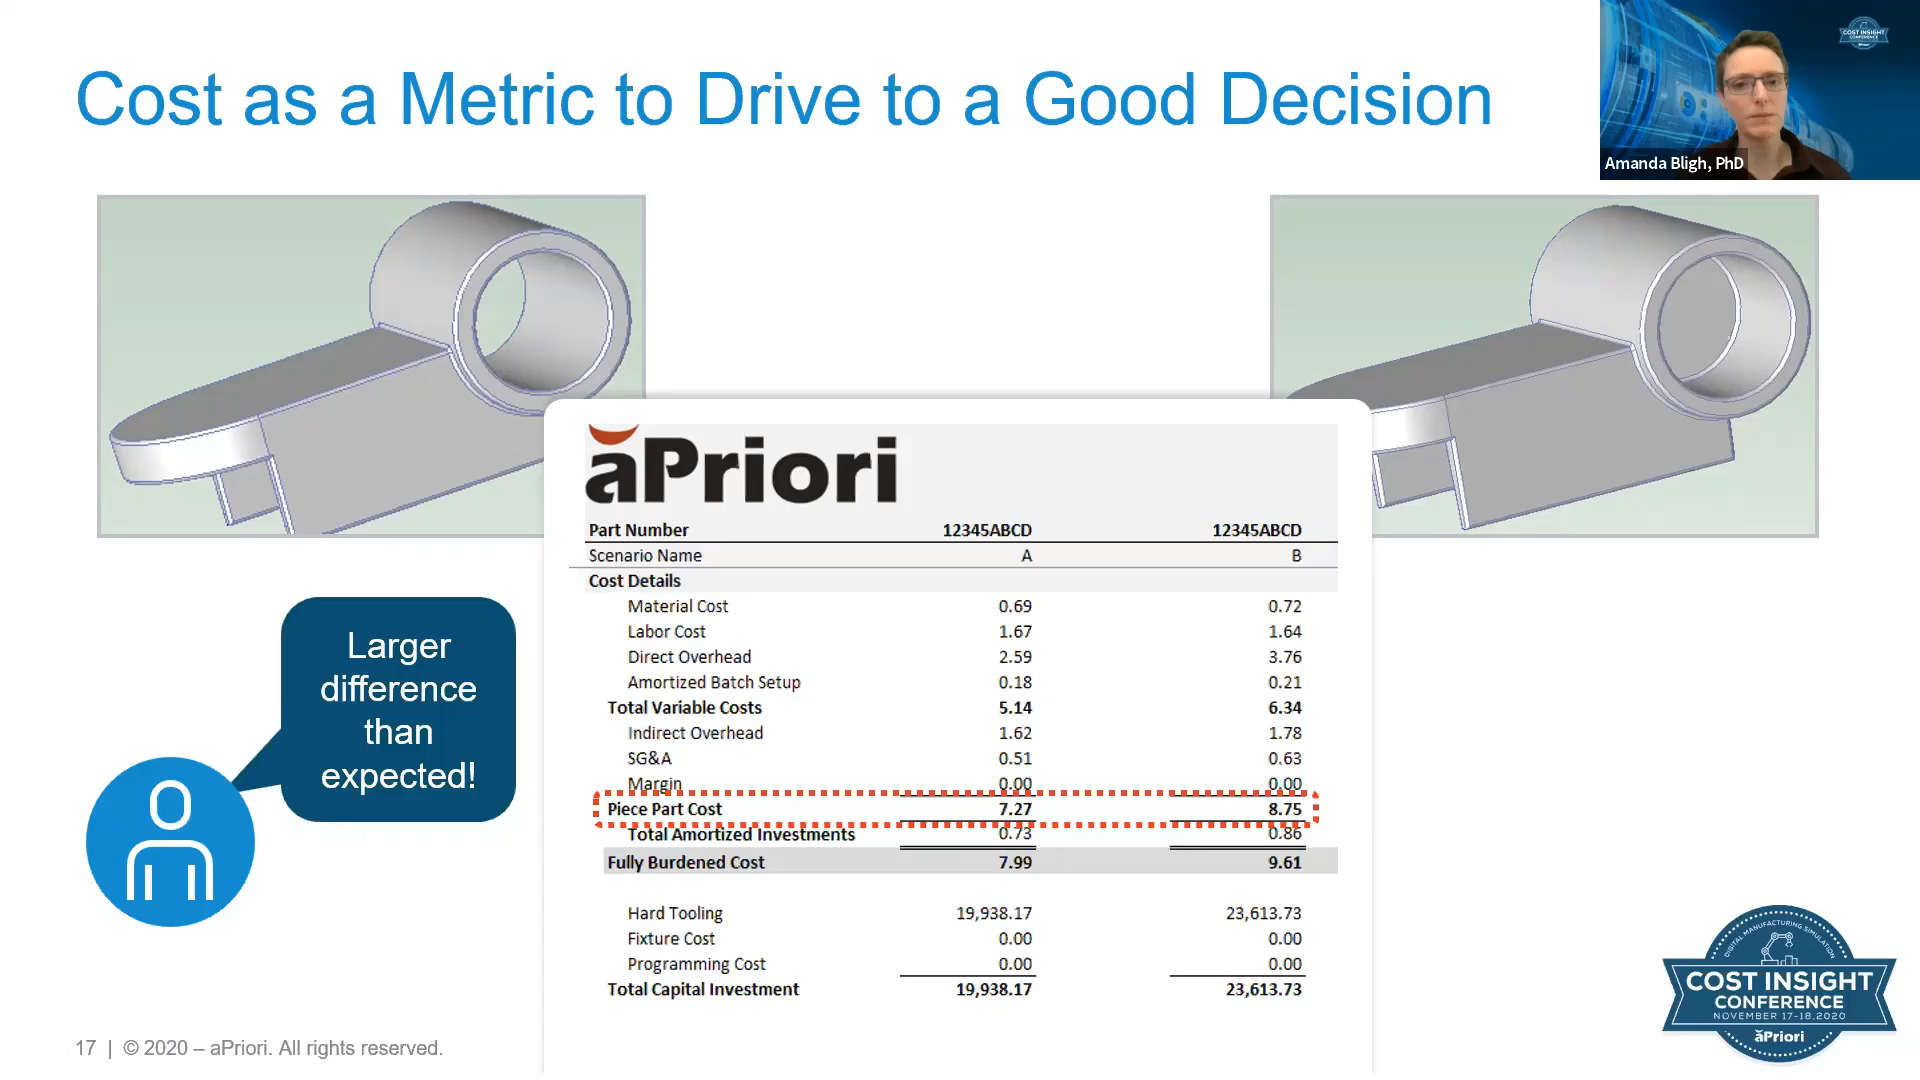 Cost as a Metric to Drive to a Good Decision
COST INSIGHT
CONFERENCE
Amanda Bligh, PhD
aPriori
Part Number 12345ABCD 12345ABCD
Scenario Name A B
Cost Details
Material Cost 0.69 0.72
Labor Cost 1.67 1.64
Direct Overhead 2.59 3.76
Amortized Batch Setup 0.18 0.21
Total Variable Costs 5.14 6.34
Indirect Overhead 1.62 1.78
SG&A 0.51 0.63
Margin 0.00 0.00
Piece Part Cost 7.27 8.75
Total Amortized Investments 0.73 0.86
Fully Burdened Cost 7.99 9.61
Hard Tooling 19,938.17 23,613.73
Fixture Cost 0.00 0.00
Programming Cost 0.00 0.00
Total Capital Investment 19,938.17 23,613.73
Larger
difference
than
expected!
DIGITAL MANUFACTURING SIMULATION
COST INSIGHT
CONFERENCE
NOVEMBER 17-18, 2020
aPriori
17 | © 2020 – aPriori. All rights reserved.